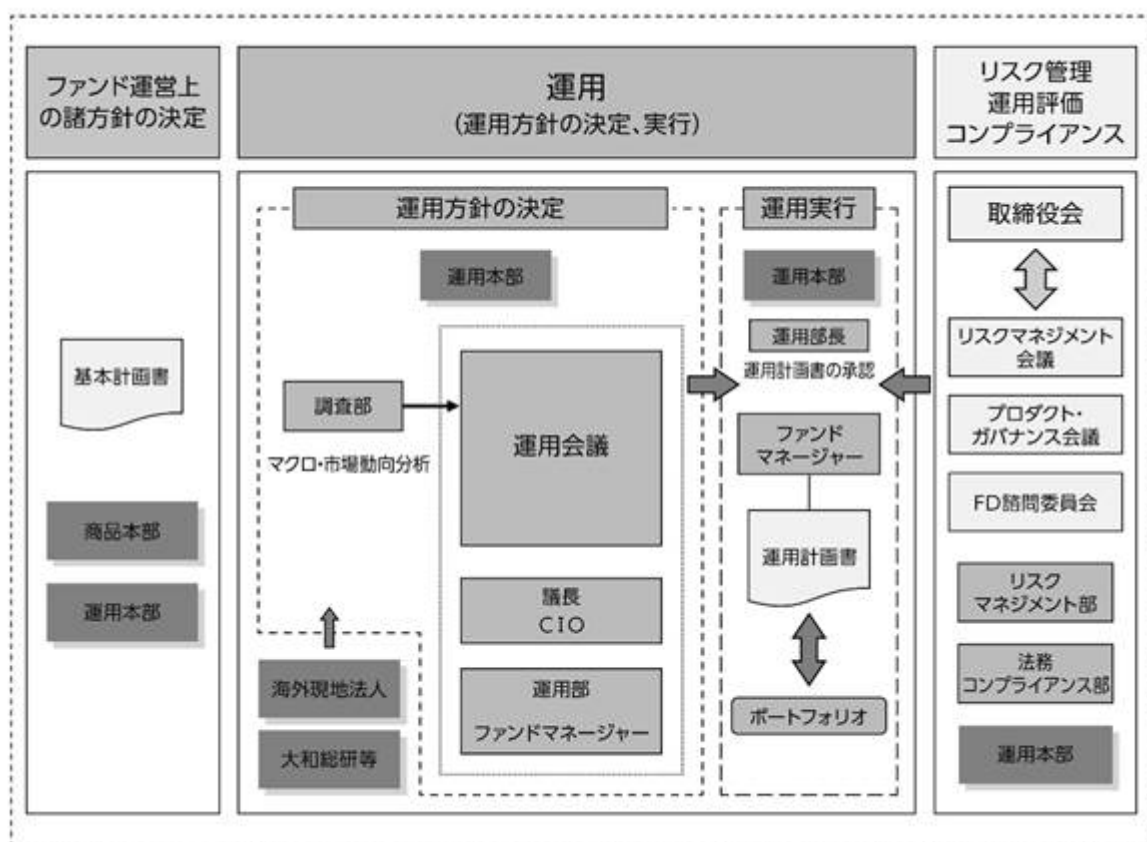 ファンド運営上
の諸方針の決定
運用
(運用方針の決定、実行)
リスク管理
運用評価
コンプライアンス
基本計画書
商品本部
運用本部
運用方針の決定
運用本部
調査部
マクロ・市場動向分析
運用会議
議長
CIO
運用部
ファンドマネージャー
海外現地法人
大和総研等
運用実行
運用本部
運用部長
運用計画書の承認
ファンド
マネージャー
運用計画書
ポートフォリオ
取締役会
リスクマネジメント
会議
プロダクト・
ガバナンス会議
FD諮問委員会
リスク
マネジメント部
法務
コンプライアンス部
運用本部